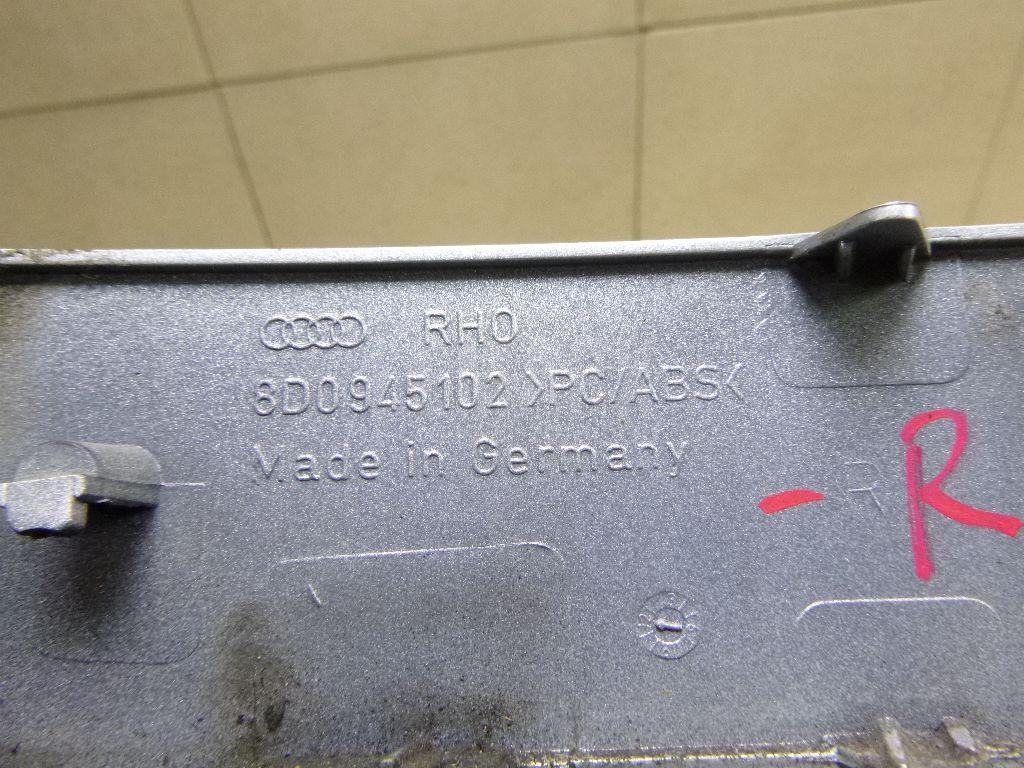 RHO
8D0945102 >PC/ABS<
Made in Germany
- R R